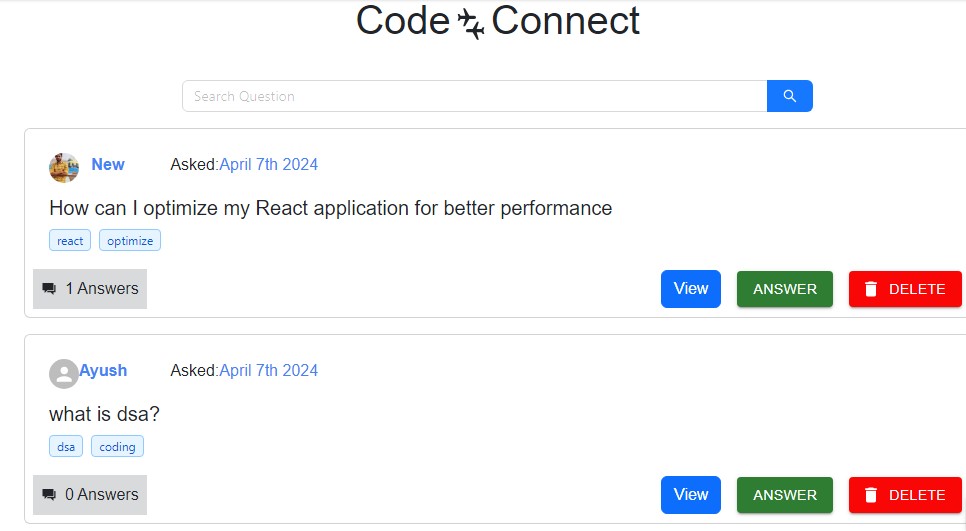 Code Connect
Search Question
New Asked:April 7th 2024
How can I optimize my React application for better performance
react optimize
1 Answers View ANSWER DELETE
Ayush Asked:April 7th 2024
what is dsa?
dsa coding
0 Answers View ANSWER DELETE